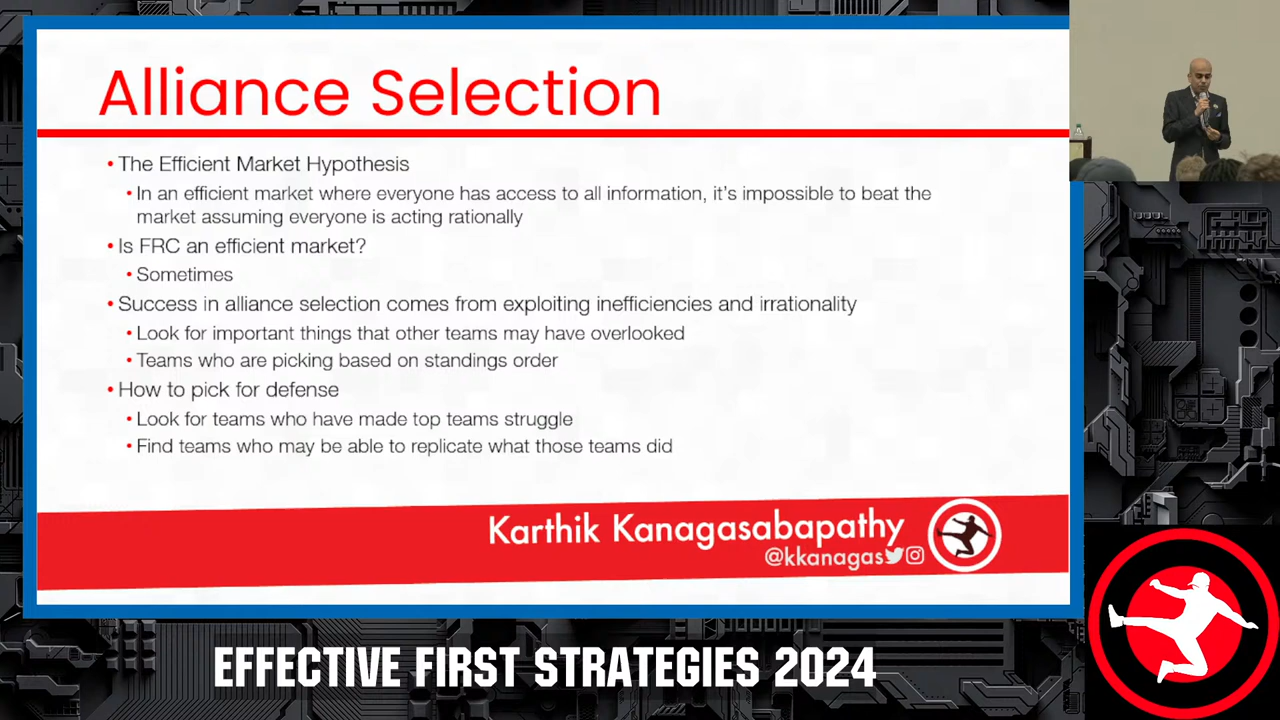 Alliance Selection
• The Efficient Market Hypothesis
• In an efficient market where everyone has access to all information, it's impossible to beat the
market assuming everyone is acting rationally
• Is FRC an efficient market?
• Sometimes
• Success in alliance selection comes from exploiting inefficiencies and irrationality
• Look for important things that other teams may have overlooked
• Teams who are picking based on standings order
• How to pick for defense
• Look for teams who have made top teams struggle
• Find teams who may be able to replicate what those teams did
Karthik Kanagasabapathy
@kkanagas
EFFECTIVE FIRST STRATEGIES 2024